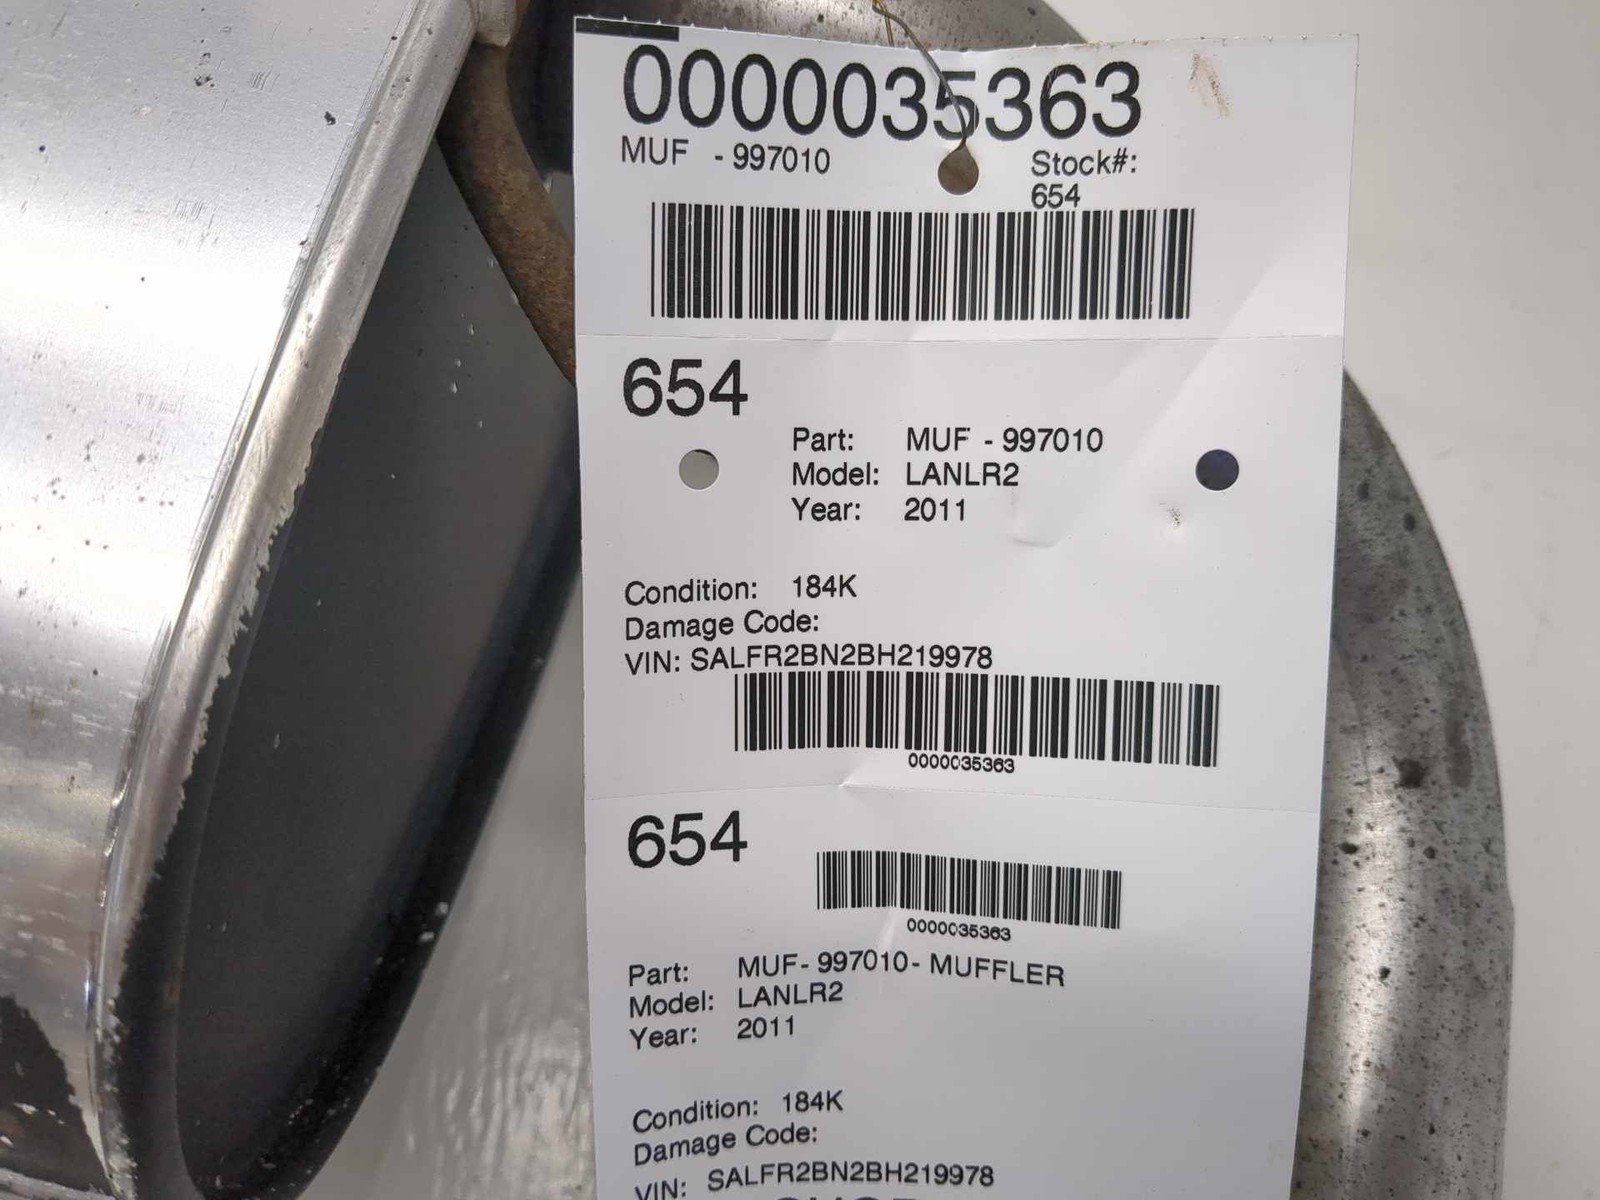 0000035363
MUF - 997010
Stock#:
654
654
Part: MUF - 997010
Model: LANLR2
Year: 2011
Condition: 184K
Damage Code:
VIN: SALFR2BN2BH219978
0000035363
654
0000035363
Part: MUF- 997010- MUFFLER
Model: LANLR2
Year: 2011
Condition: 184K
Damage Code:
VIN: SALFR2BN2BH219978